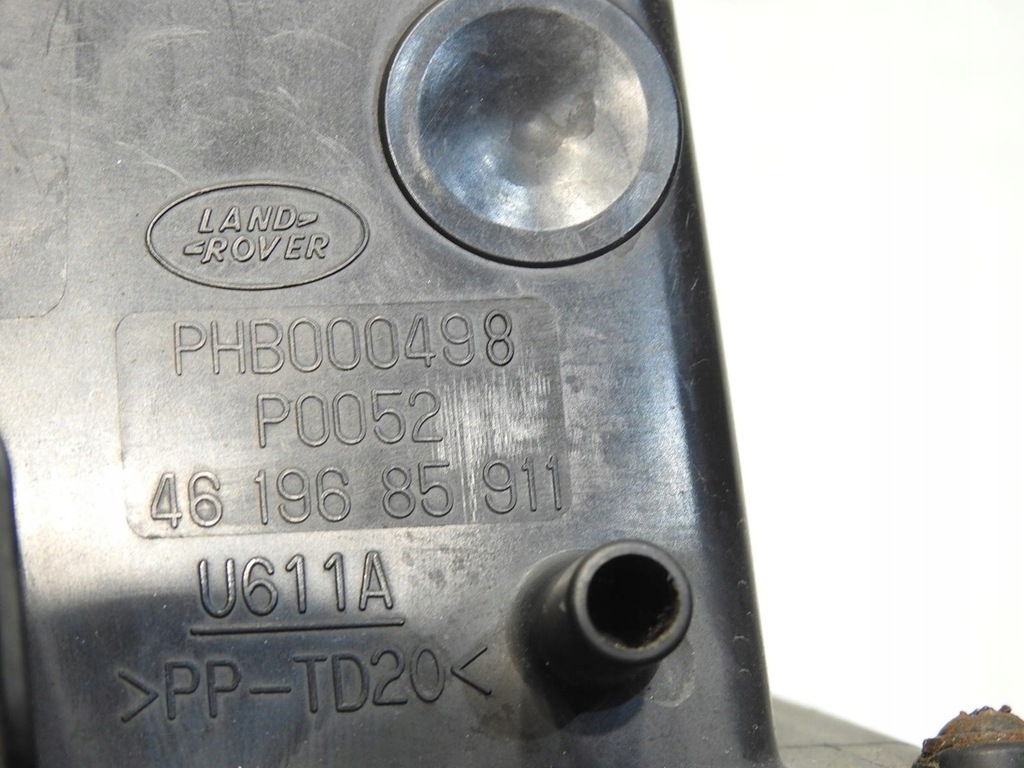 LAND
ROVER
PHB000498
P0052
46 196 85 911
U611A
>PP-TD20<